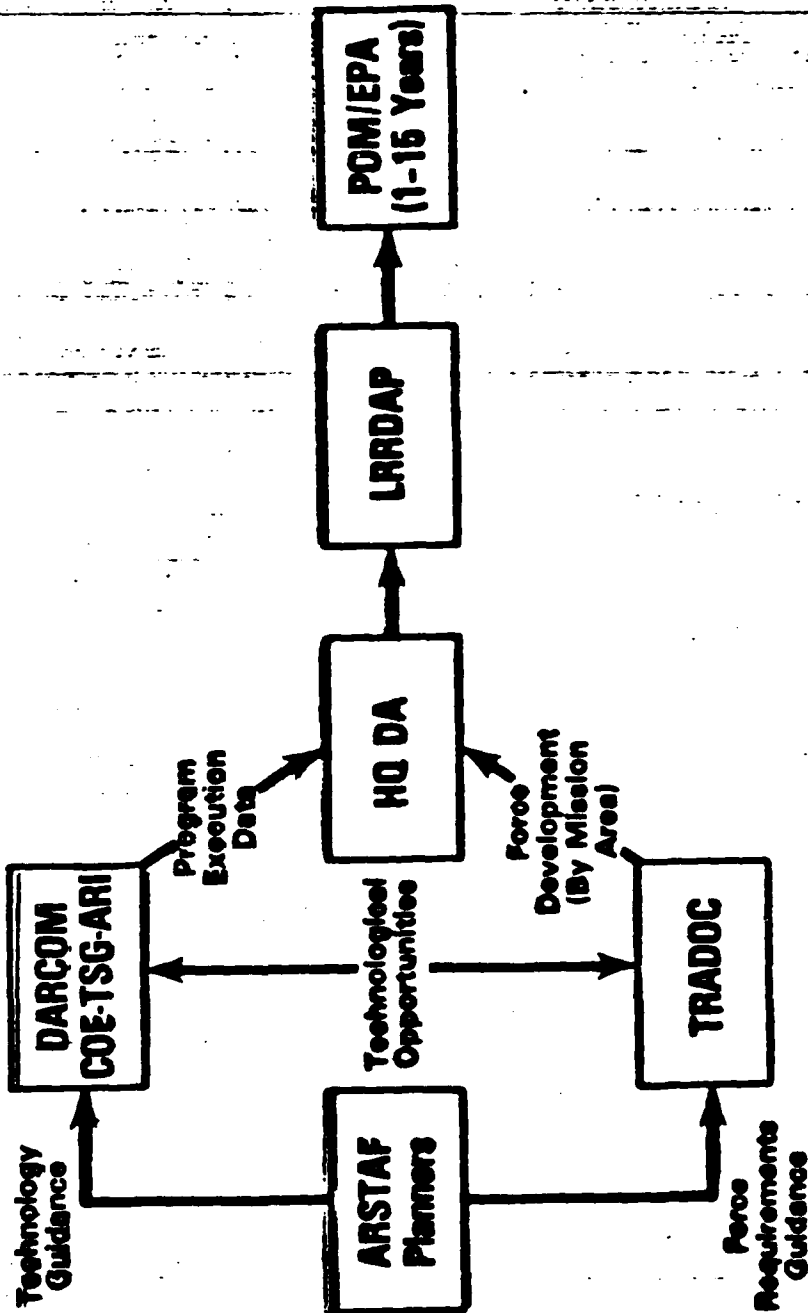 Technology
Guidance
DARCOM
COE-TSG-ARI
Program
Execution
Data
ARSTAF
Planners
Technological
Opportunities
HQ DA
LRRDAP
POM/EPA
(1-15 Years)
Force
Requirements
Guidance
TRADOC
Force
Development
(By Mission
Area)